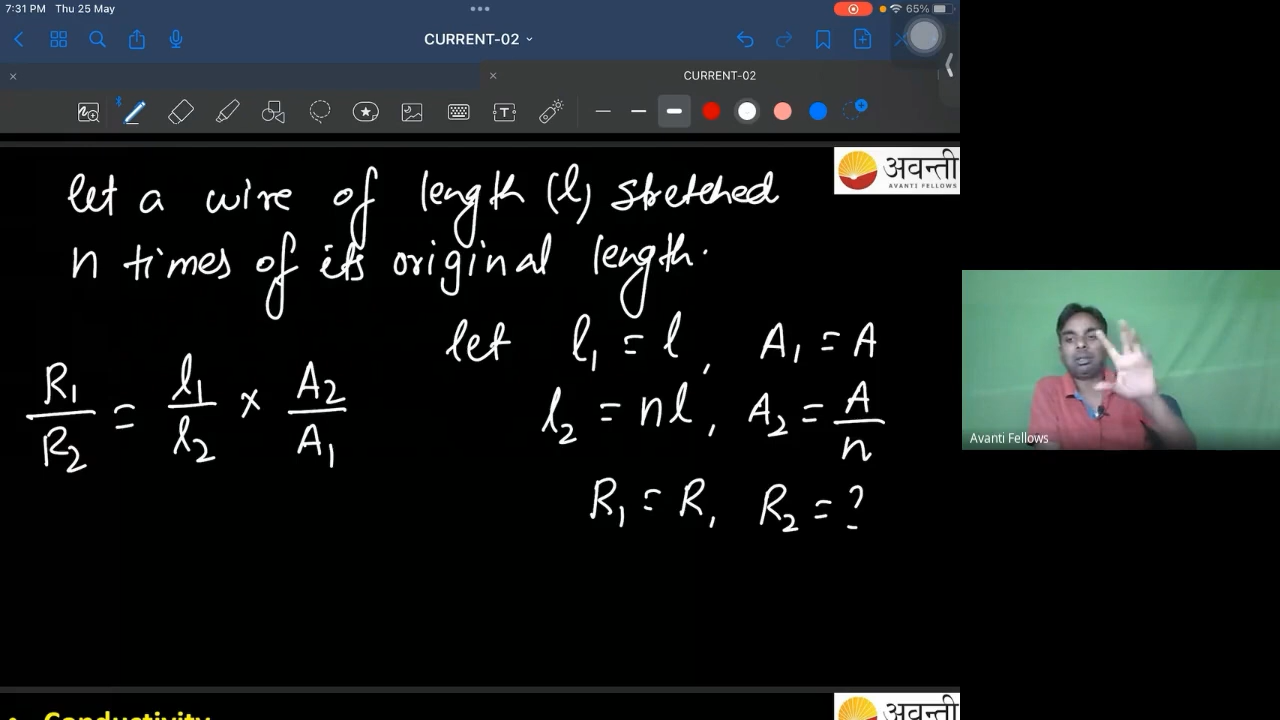 7:31 PM Thu 25 May
65%
CURRENT-02
CURRENT-02
अवन्ती
AVANTI FELLOWS
let a wire of length (l) stretched
n times of its original length.
let l₁ = l, A₁ = A
l₂ = nl, A₂ = A/n
R₁ = R, R₂ = ?
R₁/R₂ = l₁/l₂ × A₂/A₁
Avanti Fellows
• Conductivity
अवन्ती